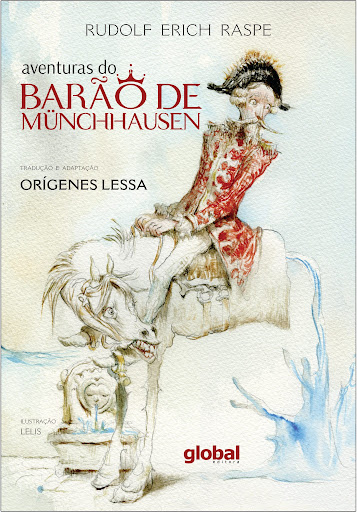 RUDOLF ERICH RASPE
aventuras do
BARÃO DE
MÜNCHHAUSEN
TRADUÇÃO E ADAPTAÇÃO
ORÍGENES LESSA
ILUSTRAÇÃO
LELIS
global
editora